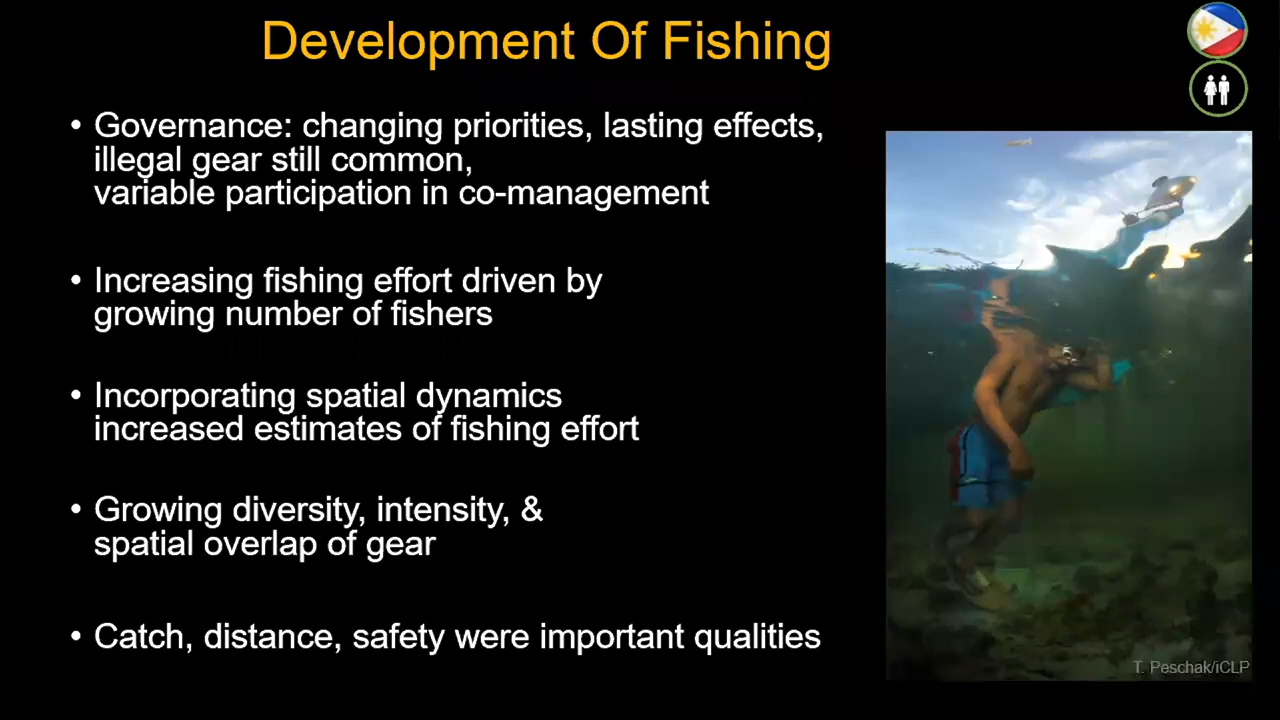 Development Of Fishing
• Governance: changing priorities, lasting effects,
illegal gear still common,
variable participation in co-management
• Increasing fishing effort driven by
growing number of fishers
• Incorporating spatial dynamics
increased estimates of fishing effort
• Growing diversity, intensity, &
spatial overlap of gear
• Catch, distance, safety were important qualities
T. Peschak/iCLP